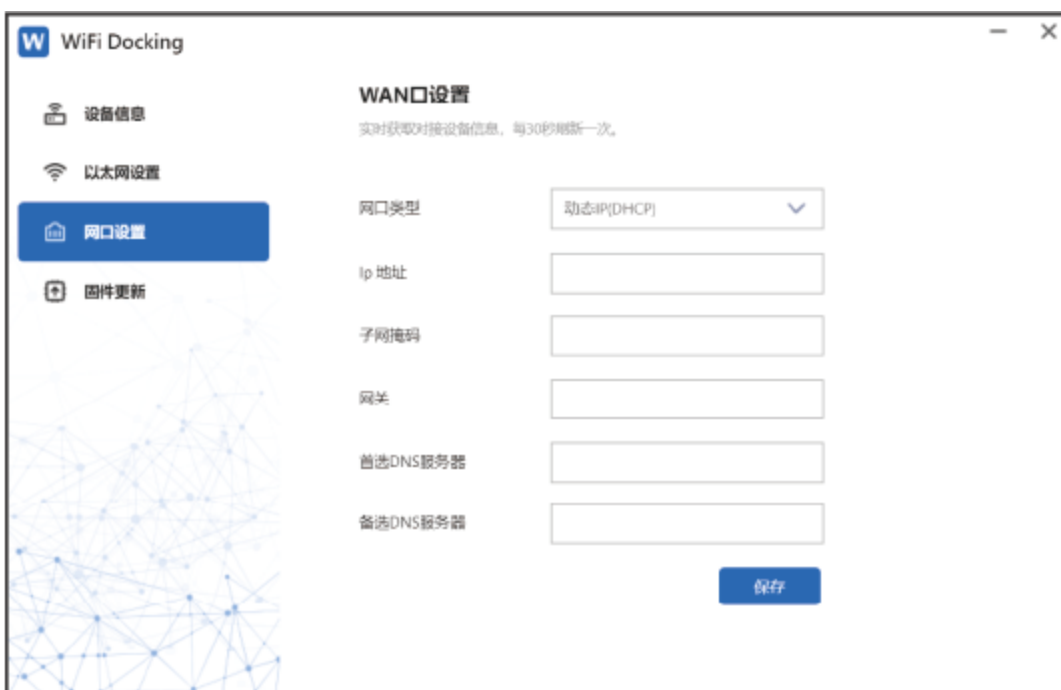 W WiFi Docking
设备信息
以太网设置
网口设置
固件更新
WAN口设置
实时获取对接设备信息，每30秒刷新一次。
网口类型 动态IP(DHCP)
Ip 地址
子网掩码
网关
首选DNS服务器
备选DNS服务器
保存